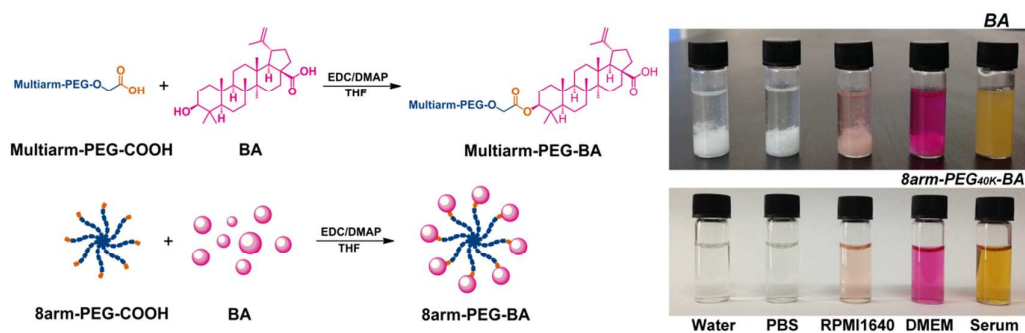 Multiarm-PEG-O
O
OH
+
HO
H
H
H
H
O
OH
EDC/DMAP
THF
Multiarm-PEG-O
O
O
H
H
H
H
O
OH
Multiarm-PEG-COOH
BA
Multiarm-PEG-BA
+
EDC/DMAP
THF
8arm-PEG-COOH
BA
8arm-PEG-BA
BA
8arm-PEG40K-BA
Water PBS RPMI1640 DMEM Serum